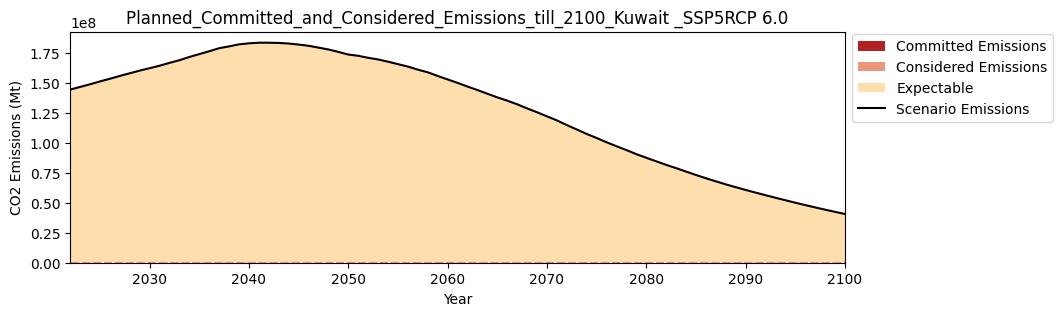 Planned_Committed_and_Considered_Emissions_till_2100_Kuwait _SSP5RCP 6.0
1e8
1.75
1.50
1.25
1.00
0.75
0.50
0.25
0.00
CO2 Emissions (Mt)
2030 2040 2050 2060 2070 2080 2090 2100
Year
Committed Emissions
Considered Emissions
Expectable
Scenario Emissions